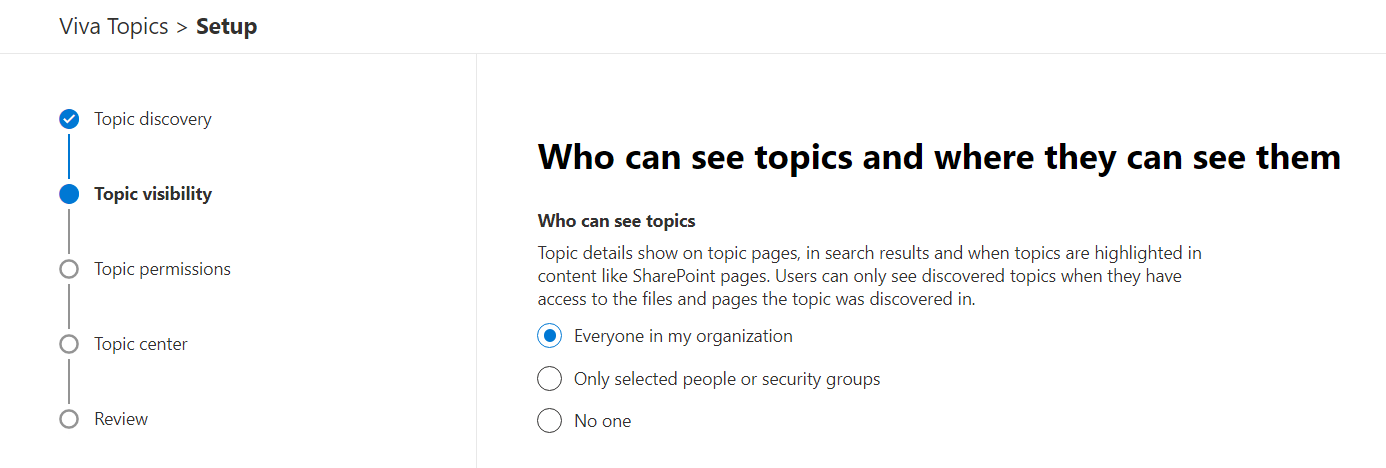 Viva Topics > Setup
Topic discovery
Topic visibility
Topic permissions
Topic center
Review
Who can see topics and where they can see them
Who can see topics
Topic details show on topic pages, in search results and when topics are highlighted in
content like SharePoint pages. Users can only see discovered topics when they have
access to the files and pages the topic was discovered in.
Everyone in my organization
Only selected people or security groups
No one